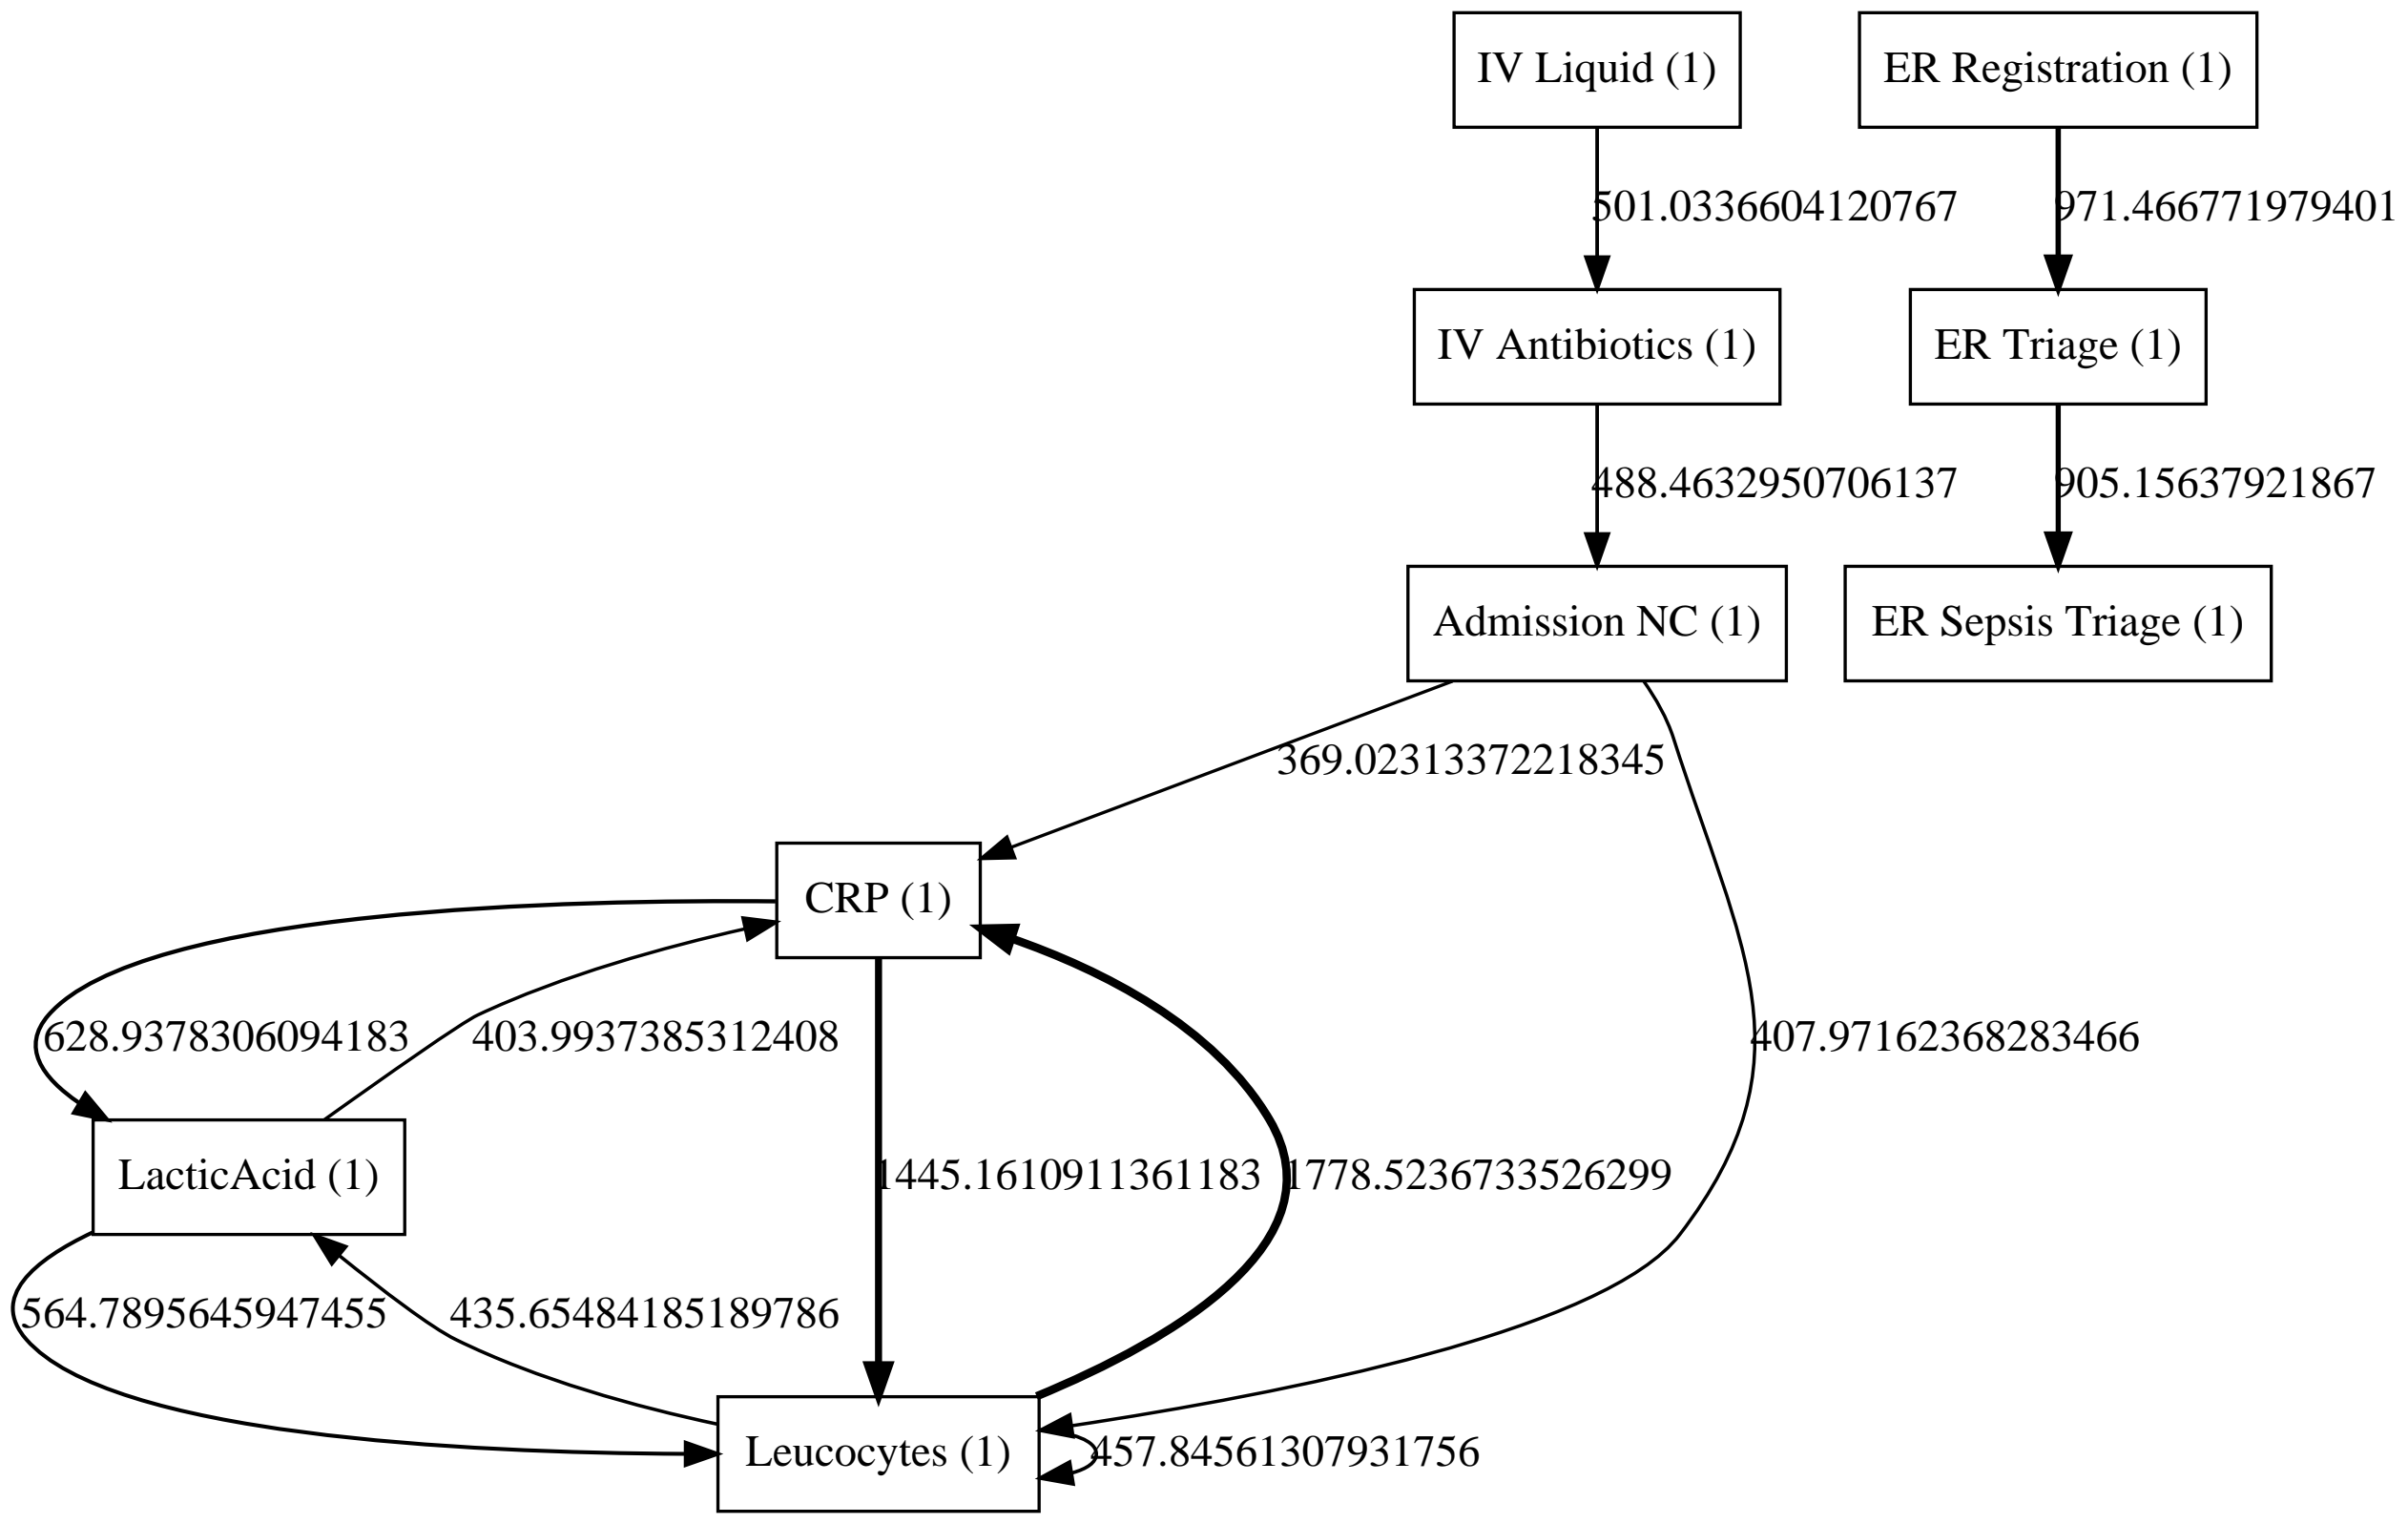 IV Liquid (1)
ER Registration (1)
501.0336604120767
971.466771979401
IV Antibiotics (1)
ER Triage (1)
488.4632950706137
905.15637921867
Admission NC (1)
ER Sepsis Triage (1)
369.02313372218345
CRP (1)
628.9378306094183
403.9937385312408
407.97162368283466
LacticAcid (1)
1445.1610911361183
1778.5236733526299
564.7895645947455
435.65484185189786
Leucocytes (1)
457.84561307931756